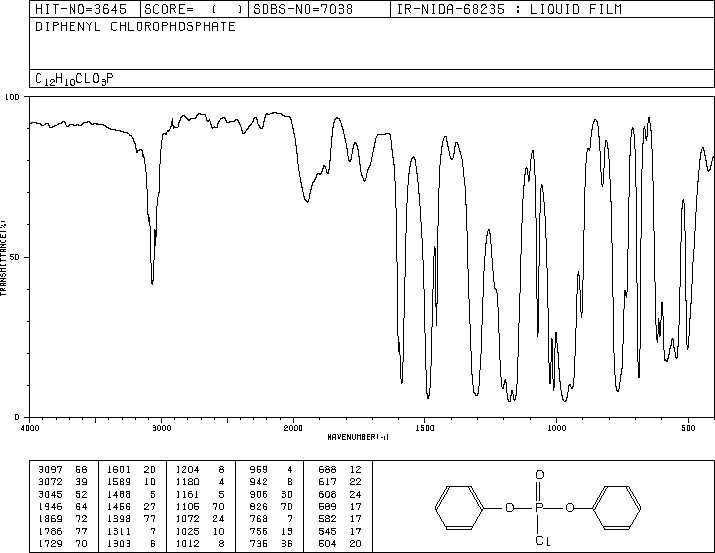 HIT-NO=3645 SCORE= ( ) SDBS-NO=7038 IR-NIDA-68235 : LIQUID FILM
DIPHENYL CHLOROPHOSPHATE
C12H10CLO3P
100
50
0
TRANSMITTANCE(%)
4000 3000 2000 1500 1000 500
WAVENUMBER(-1)
3097 68 1601 20 1204 8 969 4 688 12
3072 39 1589 10 1180 4 942 8 617 22
3045 52 1488 5 1161 5 906 30 608 24
1946 64 1456 27 1106 70 826 70 589 17
1869 72 1398 77 1072 24 768 7 582 17
1786 77 1311 7 1025 10 756 19 545 17
1729 70 1303 6 1012 8 736 36 504 20
O
O P O
Cl